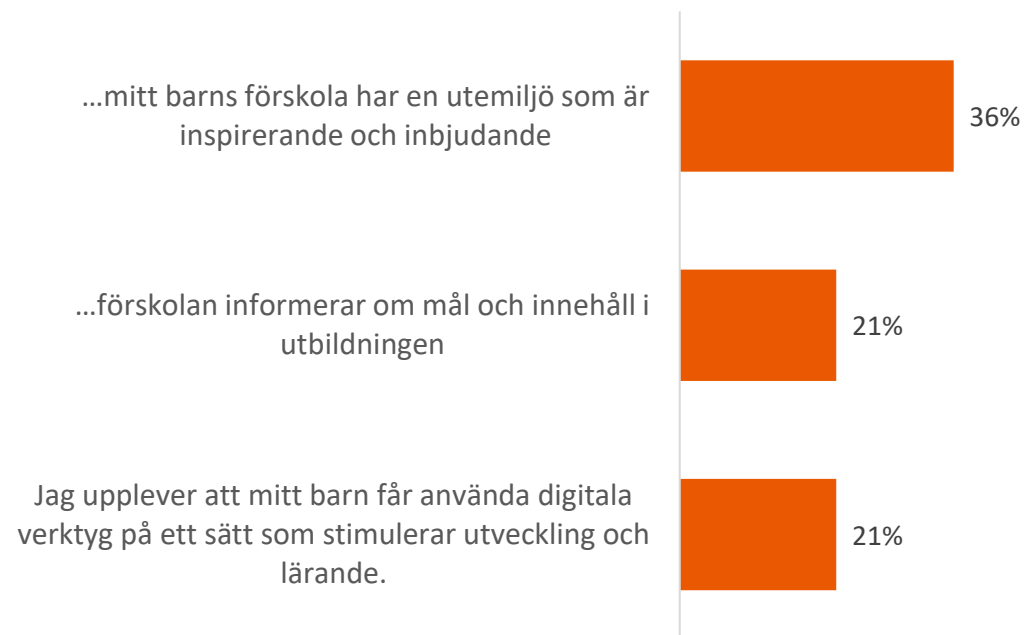 ...mitt barns förskola har en utemiljö som är
inspirerande och inbjudande
36%
...förskolan informerar om mål och innehåll i
utbildningen
21%
Jag upplever att mitt barn får använda digitala
verktyg på ett sätt som stimulerar utveckling och
lärande.
21%